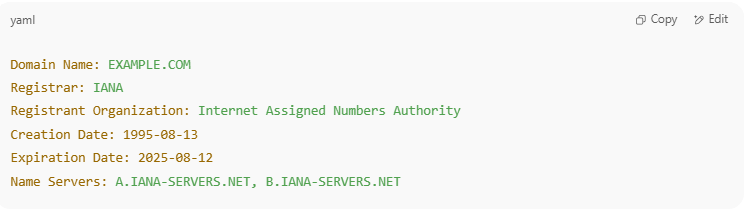 yaml
Copy
Edit
Domain Name: EXAMPLE.COM
Registrar: IANA
Registrant Organization: Internet Assigned Numbers Authority
Creation Date: 1995-08-13
Expiration Date: 2025-08-12
Name Servers: A.IANA-SERVERS.NET, B.IANA-SERVERS.NET